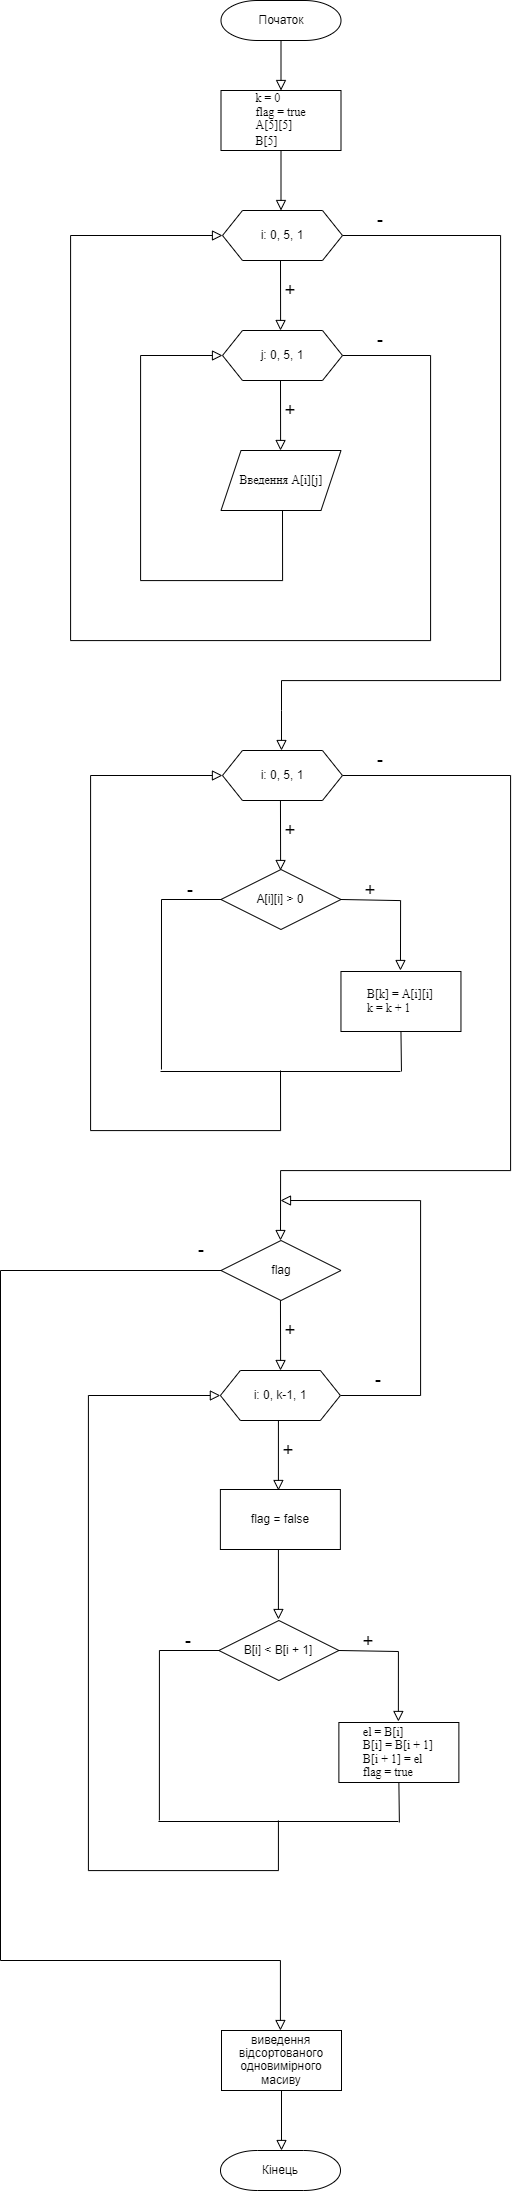 Початок
k = 0
flag = true
A[5][5]
B[5]
i: 0, 5, 1
-
+
j: 0, 5, 1
-
+
Введення A[i][j]
i: 0, 5, 1
-
+
A[i][i] > 0
-
+
B[k] = A[i][i]
k = k + 1
-
flag
+
i: 0, k-1, 1
-
+
flag = false
B[i] < B[i + 1]
-
+
el = B[i]
B[i] = B[i + 1]
B[i + 1] = el
flag = true
виведення
відсортованого
одновимірного
масиву
Кінець